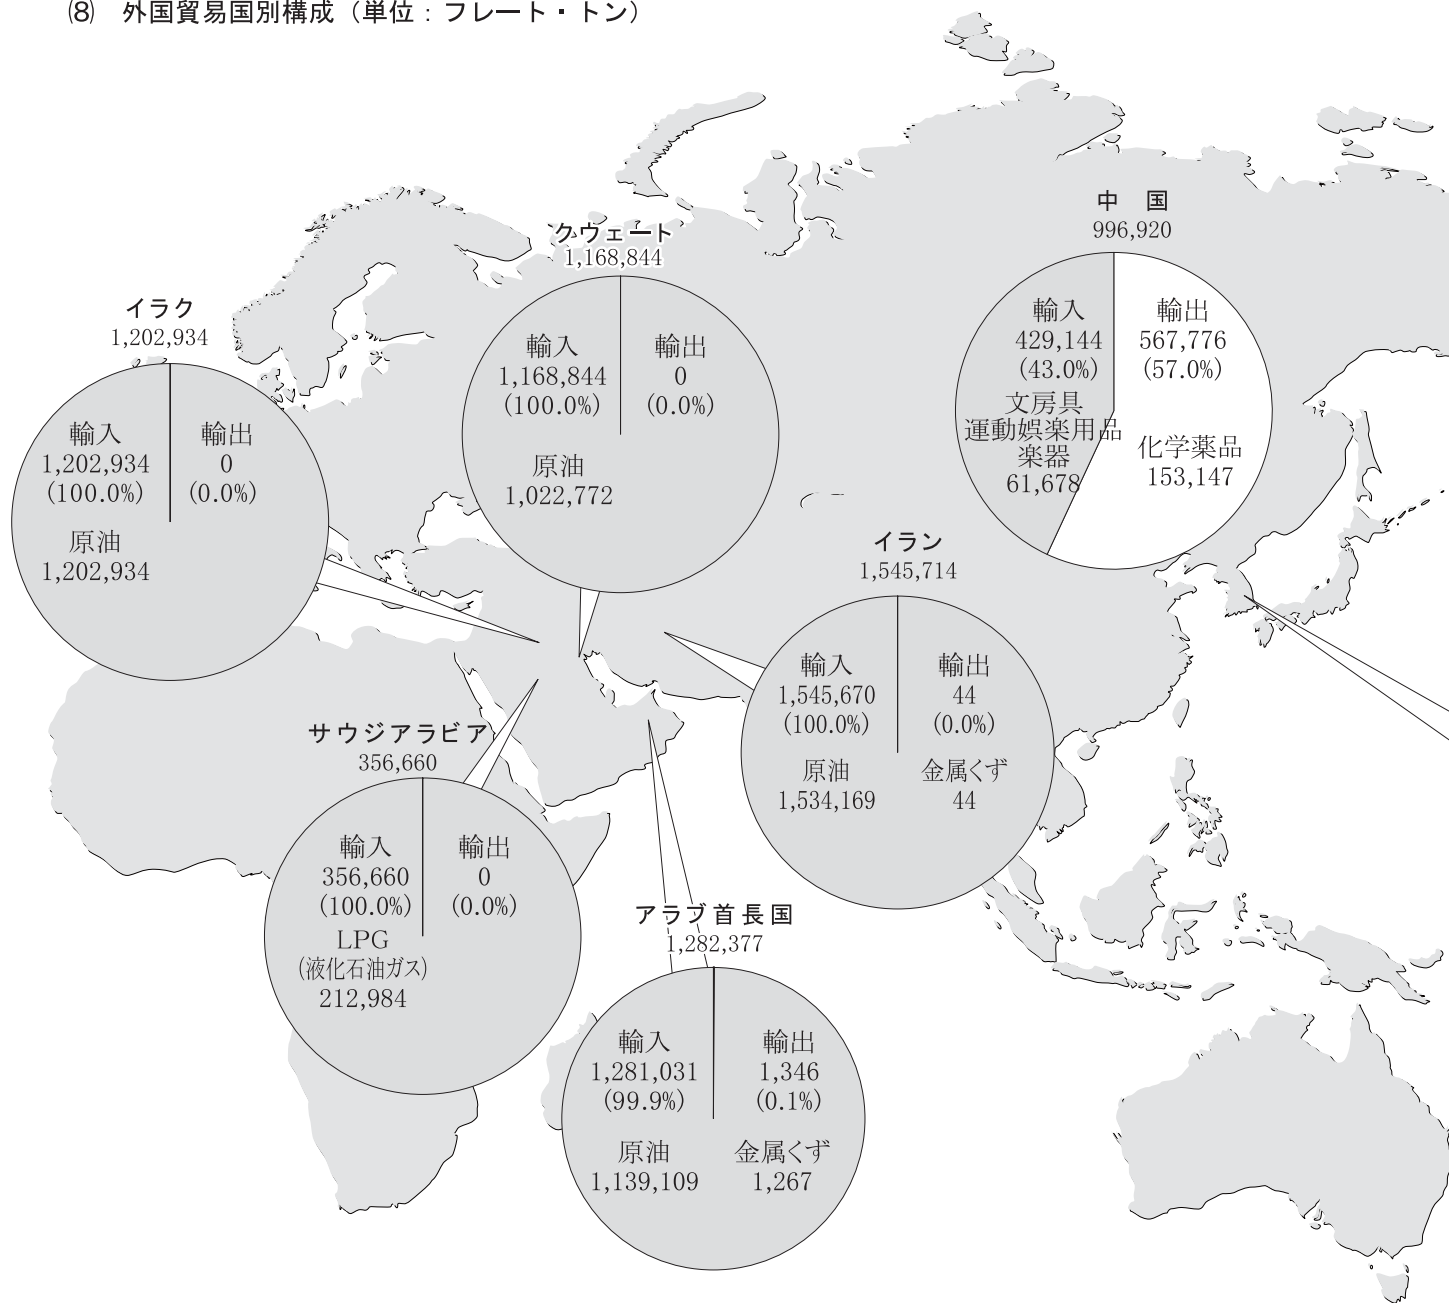 ⑻　外国貿易国別構成（単位：フレート・トン）
中　国
996,920
輸入
429,144
(43.0%)
文房具
運動娯楽用品
楽器
61,678
輸出
567,776
(57.0%)
化学薬品
153,147
クウェート
1,168,844
輸入
1,168,844
(100.0%)
原油
1,022,772
輸出
0
(0.0%)
イラク
1,202,934
輸入
1,202,934
(100.0%)
原油
1,202,934
輸出
0
(0.0%)
イラン
1,545,714
輸入
1,545,670
(100.0%)
原油
1,534,169
輸出
44
(0.0%)
金属くず
44
サウジアラビア
356,660
輸入
356,660
(100.0%)
LPG
(液化石油ガス)
212,984
輸出
0
(0.0%)
アラブ首長国
1,282,377
輸入
1,281,031
(99.9%)
原油
1,139,109
輸出
1,346
(0.1%)
金属くず
1,267